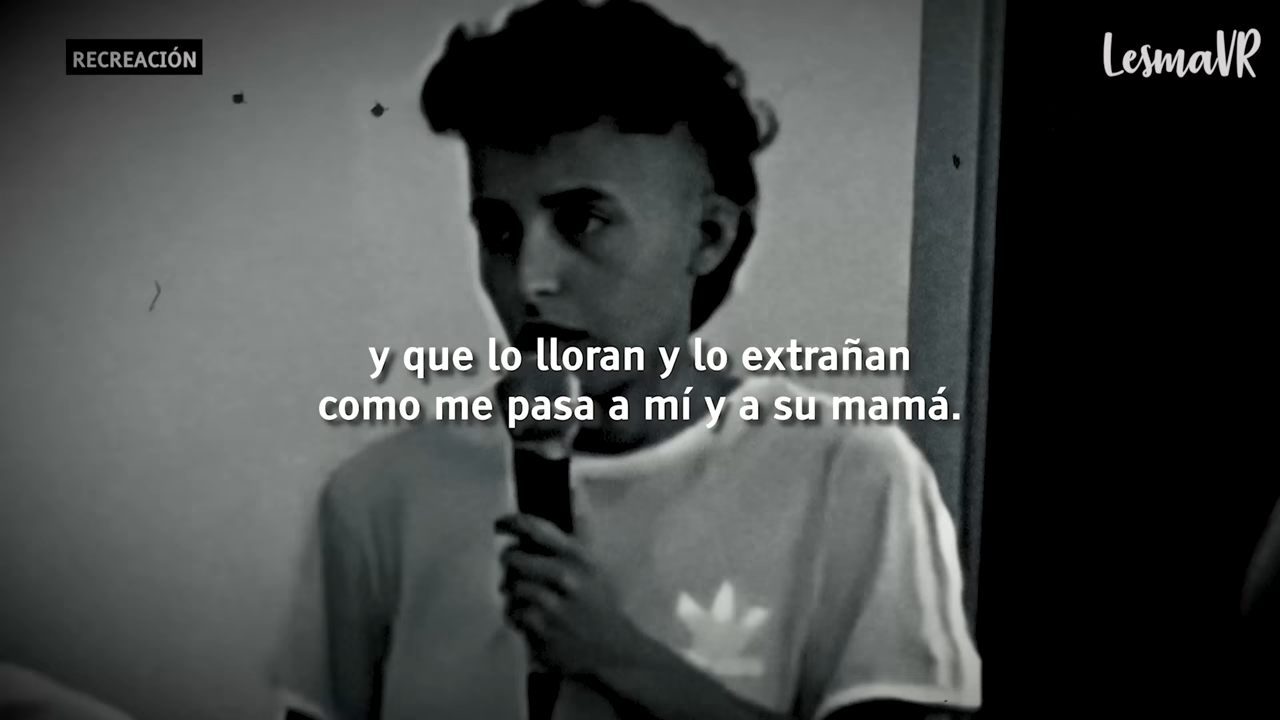 RECREACIÓN
LesmaVR
y que lo lloran y lo extrañan
como me pasa a mí y a su mamá.